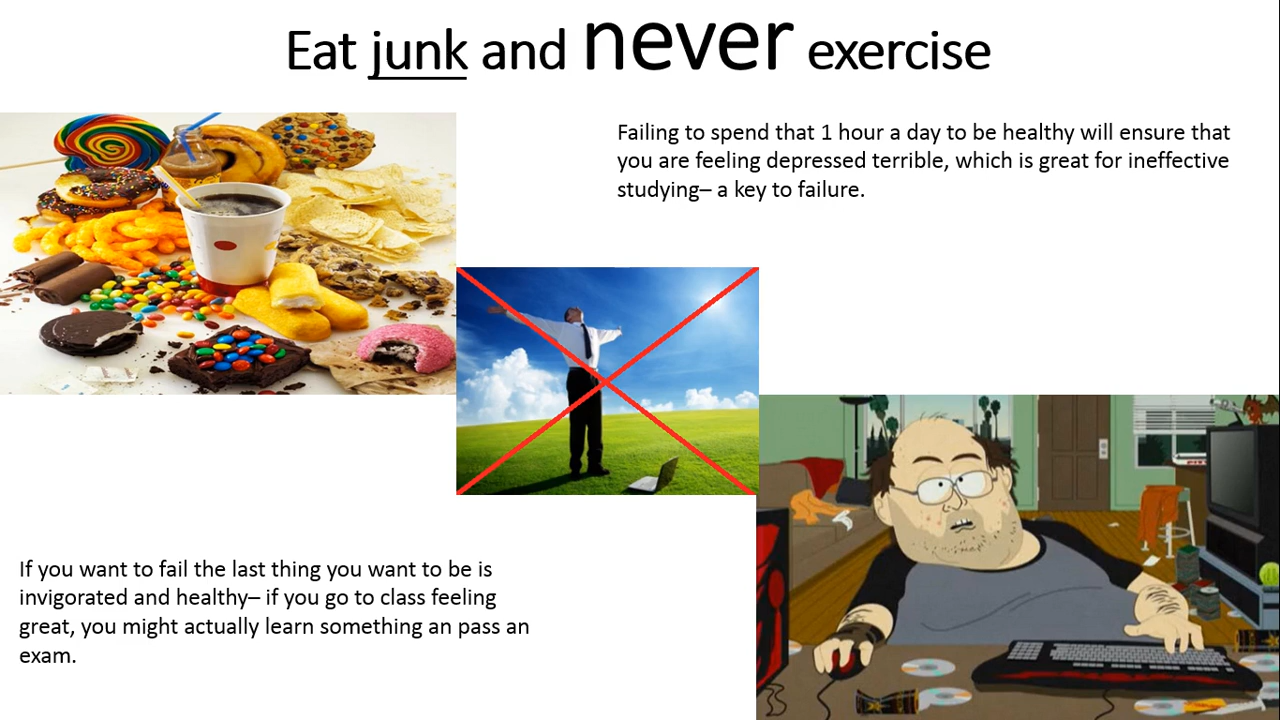 Eat junk and never exercise
Failing to spend that 1 hour a day to be healthy will ensure that
you are feeling depressed terrible, which is great for ineffective
studying– a key to failure.
If you want to fail the last thing you want to be is
invigorated and healthy– if you go to class feeling
great, you might actually learn something an pass an
exam.